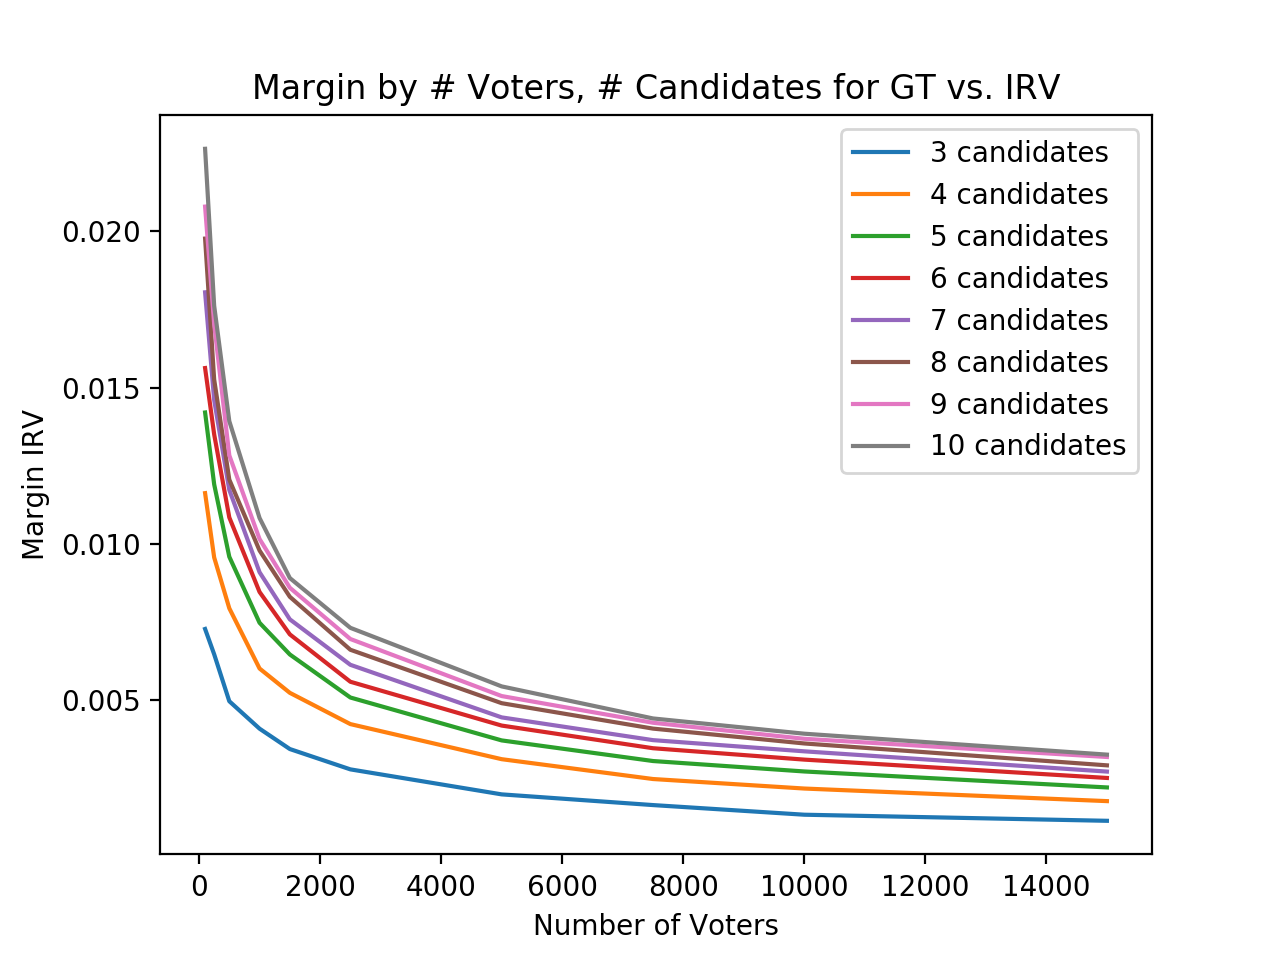 Margin by # Voters, # Candidates for GT vs. IRV
3 candidates
4 candidates
5 candidates
6 candidates
7 candidates
8 candidates
9 candidates
10 candidates
Margin IRV
0.020
0.015
0.010
0.005
0 2000 4000 6000 8000 10000 12000 14000
Number of Voters